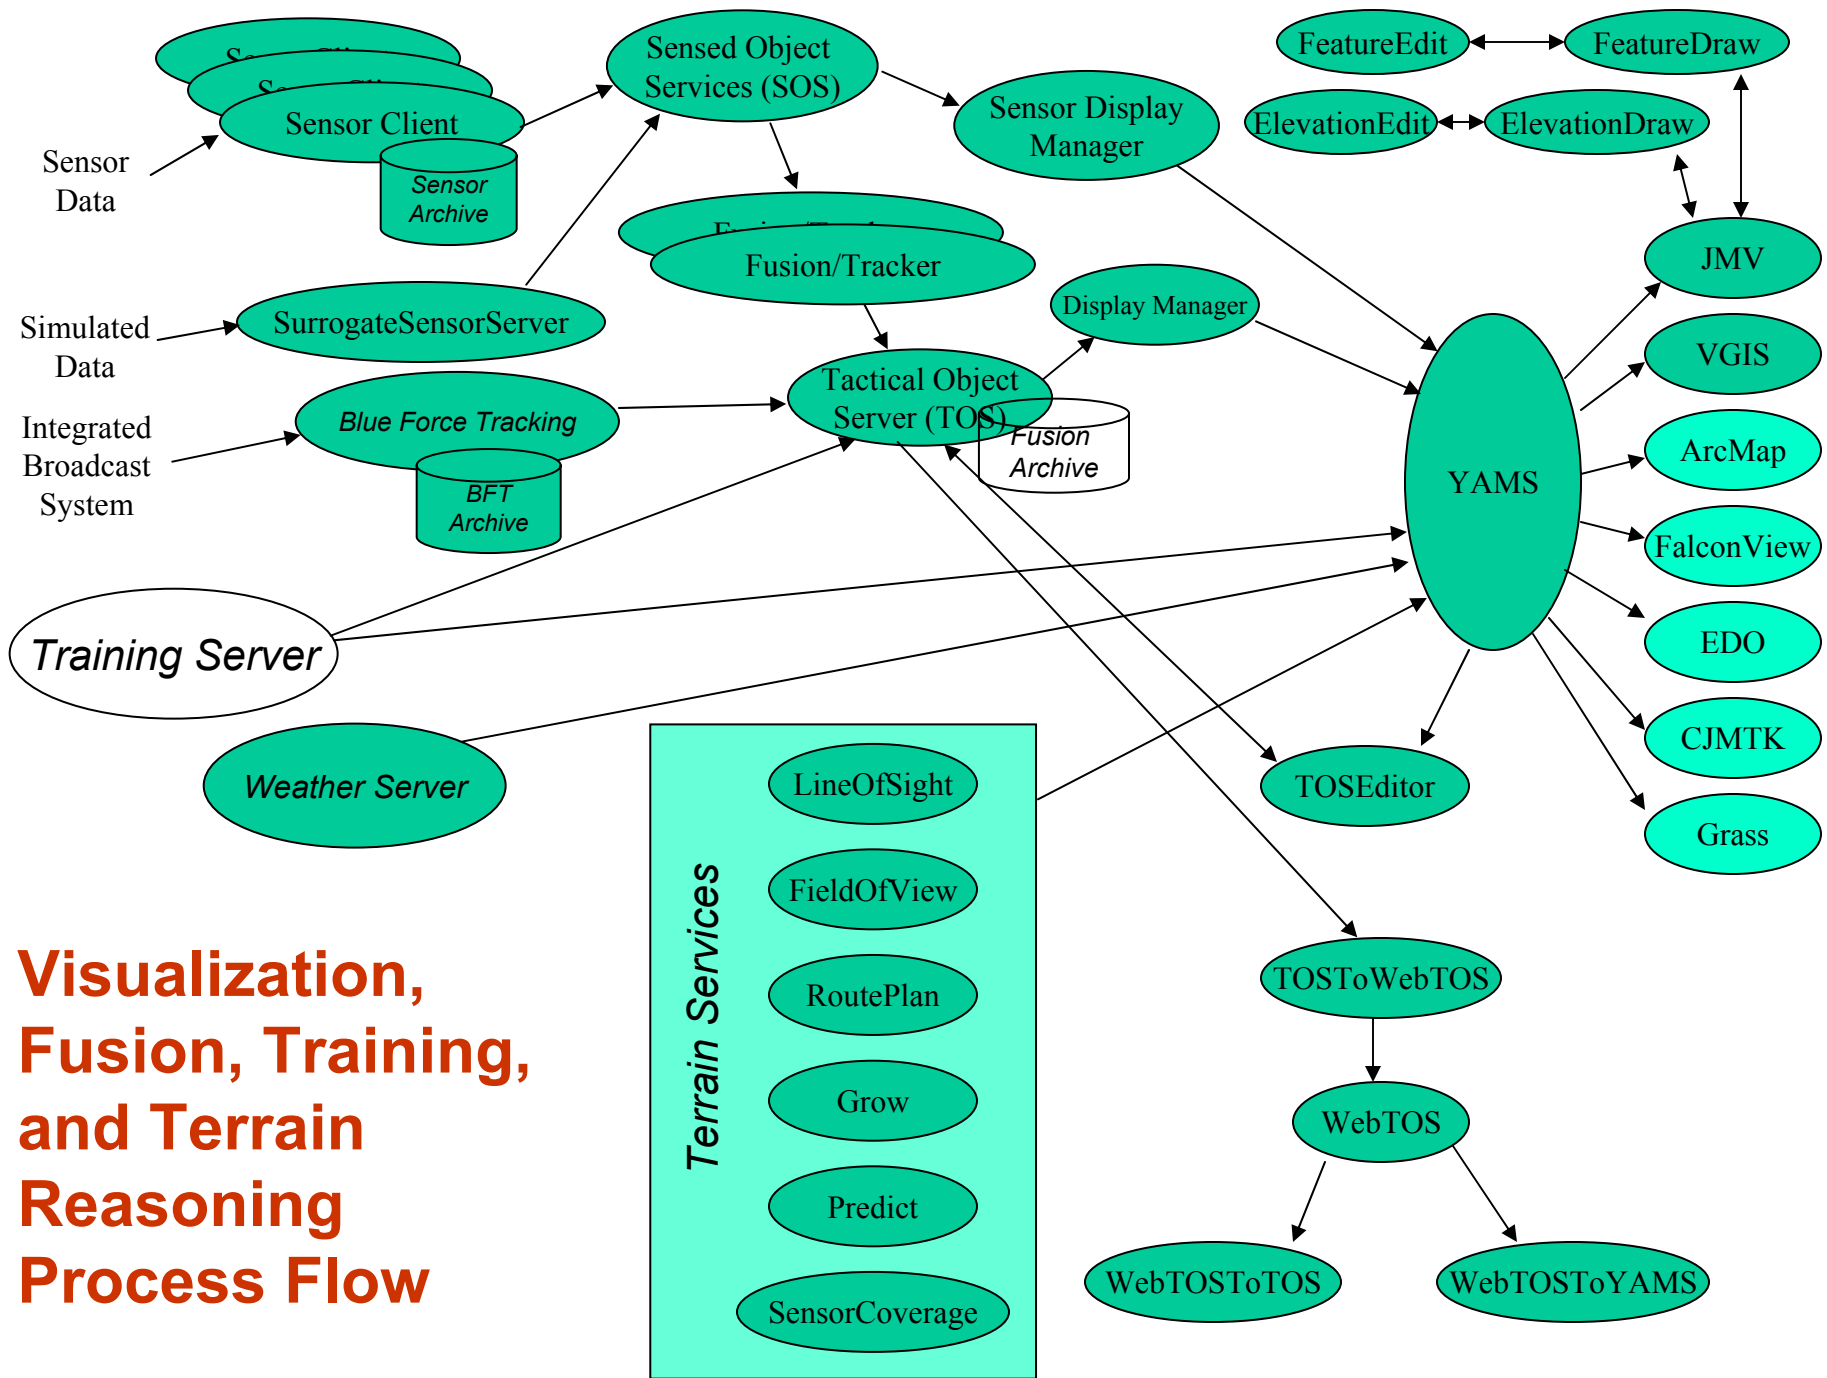 Sensor Client
Sensor
Archive
Sensor
Data
Sensed Object
Services (SOS)
Sensor Display
Manager
FeatureEdit
FeatureDraw
ElevationEdit
ElevationDraw
Fusion/Tracker
Display Manager
SurrogateSensorServer
Simulated
Data
Integrated
Broadcast
System
Blue Force Tracking
BFT
Archive
Tactical Object
Server (TOS)
Fusion
Archive
YAMS
JMV
VGIS
ArcMap
FalconView
EDO
CJMTK
Grass
Training Server
Weather Server
Terrain Services
LineOfSight
FieldOfView
RoutePlan
Grow
Predict
SensorCoverage
TOSEditor
TOSToWebTOS
WebTOS
WebTOSToTOS
WebTOSToYAMS
Visualization,
Fusion, Training,
and Terrain
Reasoning
Process Flow